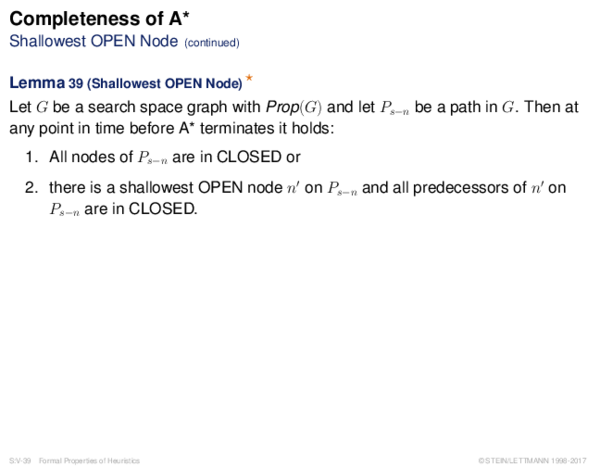 Completeness of A*
Shallowest OPEN Node (continued)
Lemma 39 (Shallowest OPEN Node) *
Let G be a search space graph with Prop(G) and let P_{s−n} be a path in G. Then at
any point in time before A* terminates it holds:
1. All nodes of P_{s−n} are in CLOSED or
2. there is a shallowest OPEN node n′ on P_{s−n} and all predecessors of n′ on
P_{s−n} are in CLOSED.
S:V-39 Formal Properties of Heuristics
©STEIN/LETTMANN 1998-2017